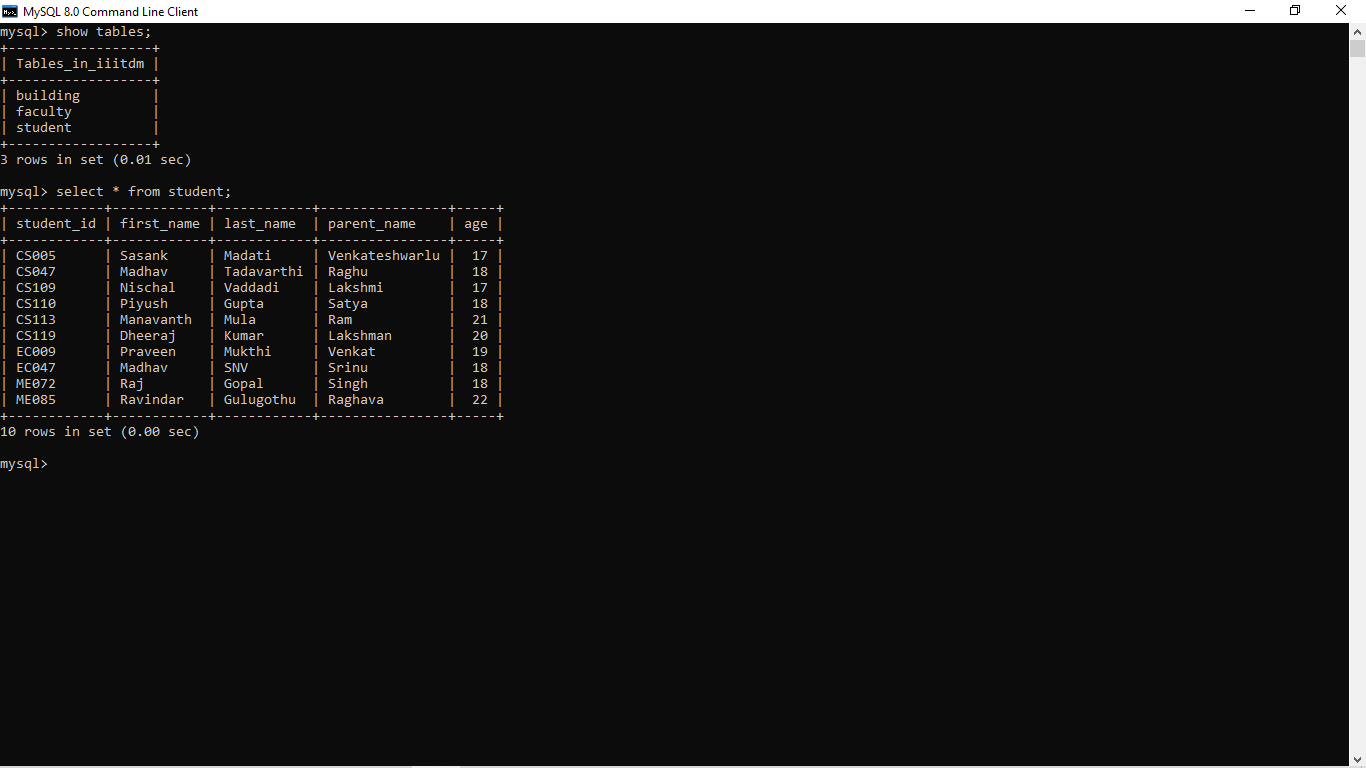 MySQL 8.0 Command Line Client
mysql> show tables;
+------------------+
| Tables_in_iiitdm |
+------------------+
| building         |
| faculty          |
| student          |
+------------------+
3 rows in set (0.01 sec)
mysql> select * from student;
+------------+------------+------------+----------------+-----+
| student_id | first_name | last_name  | parent_name    | age |
+------------+------------+------------+----------------+-----+
| CS005      | Sasank     | Madati     | Venkateshwarlu |  17 |
| CS047      | Madhav     | Tadavarthi | Raghu          |  18 |
| CS109      | Nischal    | Vaddadi    | Lakshmi        |  17 |
| CS110      | Piyush     | Gupta      | Satya          |  18 |
| CS113      | Manavanth  | Mula       | Ram            |  21 |
| CS119      | Dheeraj    | Kumar      | Lakshman       |  20 |
| EC009      | Praveen    | Mukthi     | Venkat         |  19 |
| EC047      | Madhav     | SNV        | Srinu          |  18 |
| ME072      | Raj        | Gopal      | Singh          |  18 |
| ME085      | Ravindar   | Gulugothu  | Raghava        |  22 |
+------------+------------+------------+----------------+-----+
10 rows in set (0.00 sec)
mysql>